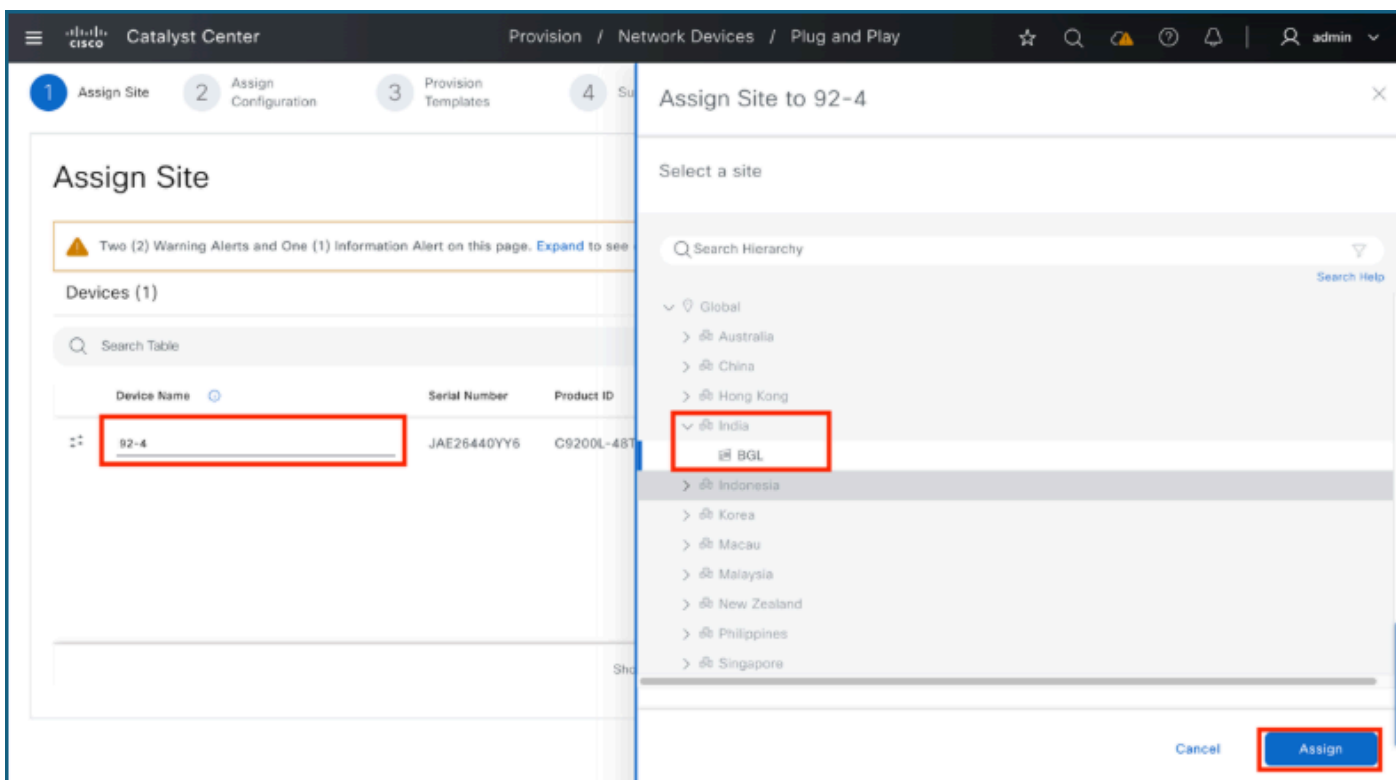 cisco Catalyst Center
Provision / Network Devices / Plug and Play
admin
1 Assign Site
2 Assign Configuration
3 Provision Templates
4 Su
Assign Site
Two (2) Warning Alerts and One (1) Information Alert on this page. Expand to see
Devices (1)
Search Table
Device Name Serial Number Product ID
92-4 JAE26440YY6 C9200L-48T
Sho
Assign Site to 92-4
Select a site
Search Hierarchy
Search Help
Global
Australia
China
Hong Kong
India
BGL
Indonesia
Korea
Macau
Malaysia
New Zealand
Philippines
Singapore
Cancel Assign